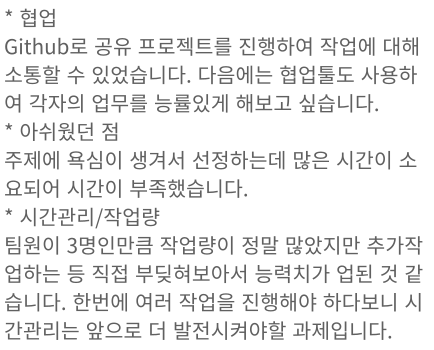 * 협업
Github로 공유 프로젝트를 진행하여 작업에 대해
소통할 수 있었습니다. 다음에는 협업툴도 사용하
여 각자의 업무를 능률있게 해보고 싶습니다.
* 아쉬웠던 점
주제에 욕심이 생겨서 선정하는데 많은 시간이 소
요되어 시간이 부족했습니다.
* 시간관리/작업량
팀원이 3명인만큼 작업량이 정말 많았지만 추가작
업하는 등 직접 부딪혀보아서 능력치가 업된 것 같
습니다. 한번에 여러 작업을 진행해야 하다보니 시
간관리는 앞으로 더 발전시켜야할 과제입니다.